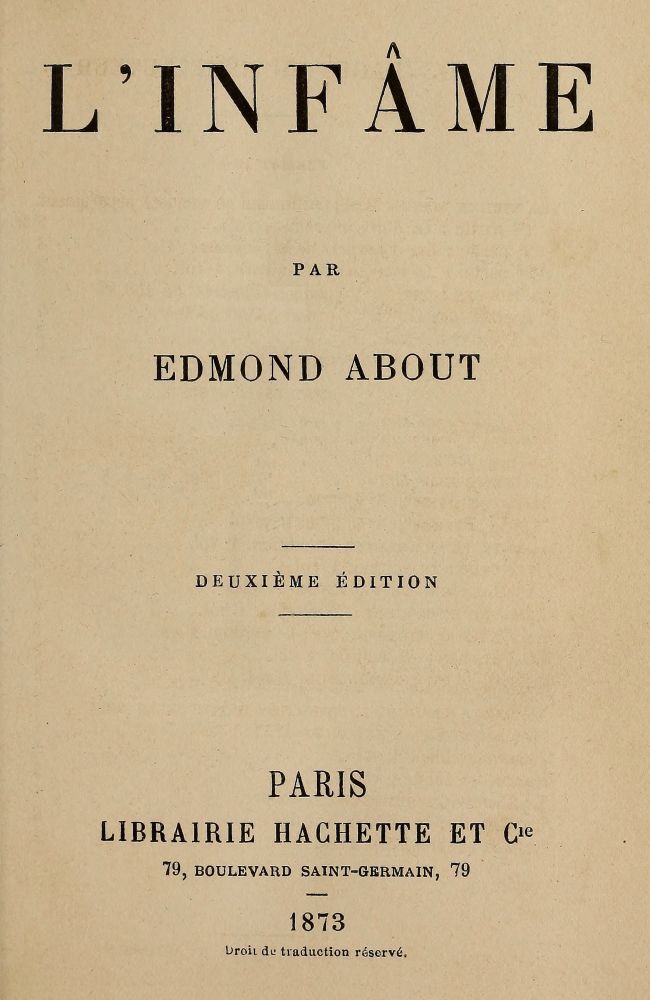 L'INFÂME
PAR
EDMOND ABOUT
DEUXIÈME ÉDITION
PARIS
LIBRAIRIE HACHETTE ET Cie
79, BOULEVARD SAINT-GERMAIN, 79
1873
Droit de traduction réservé.